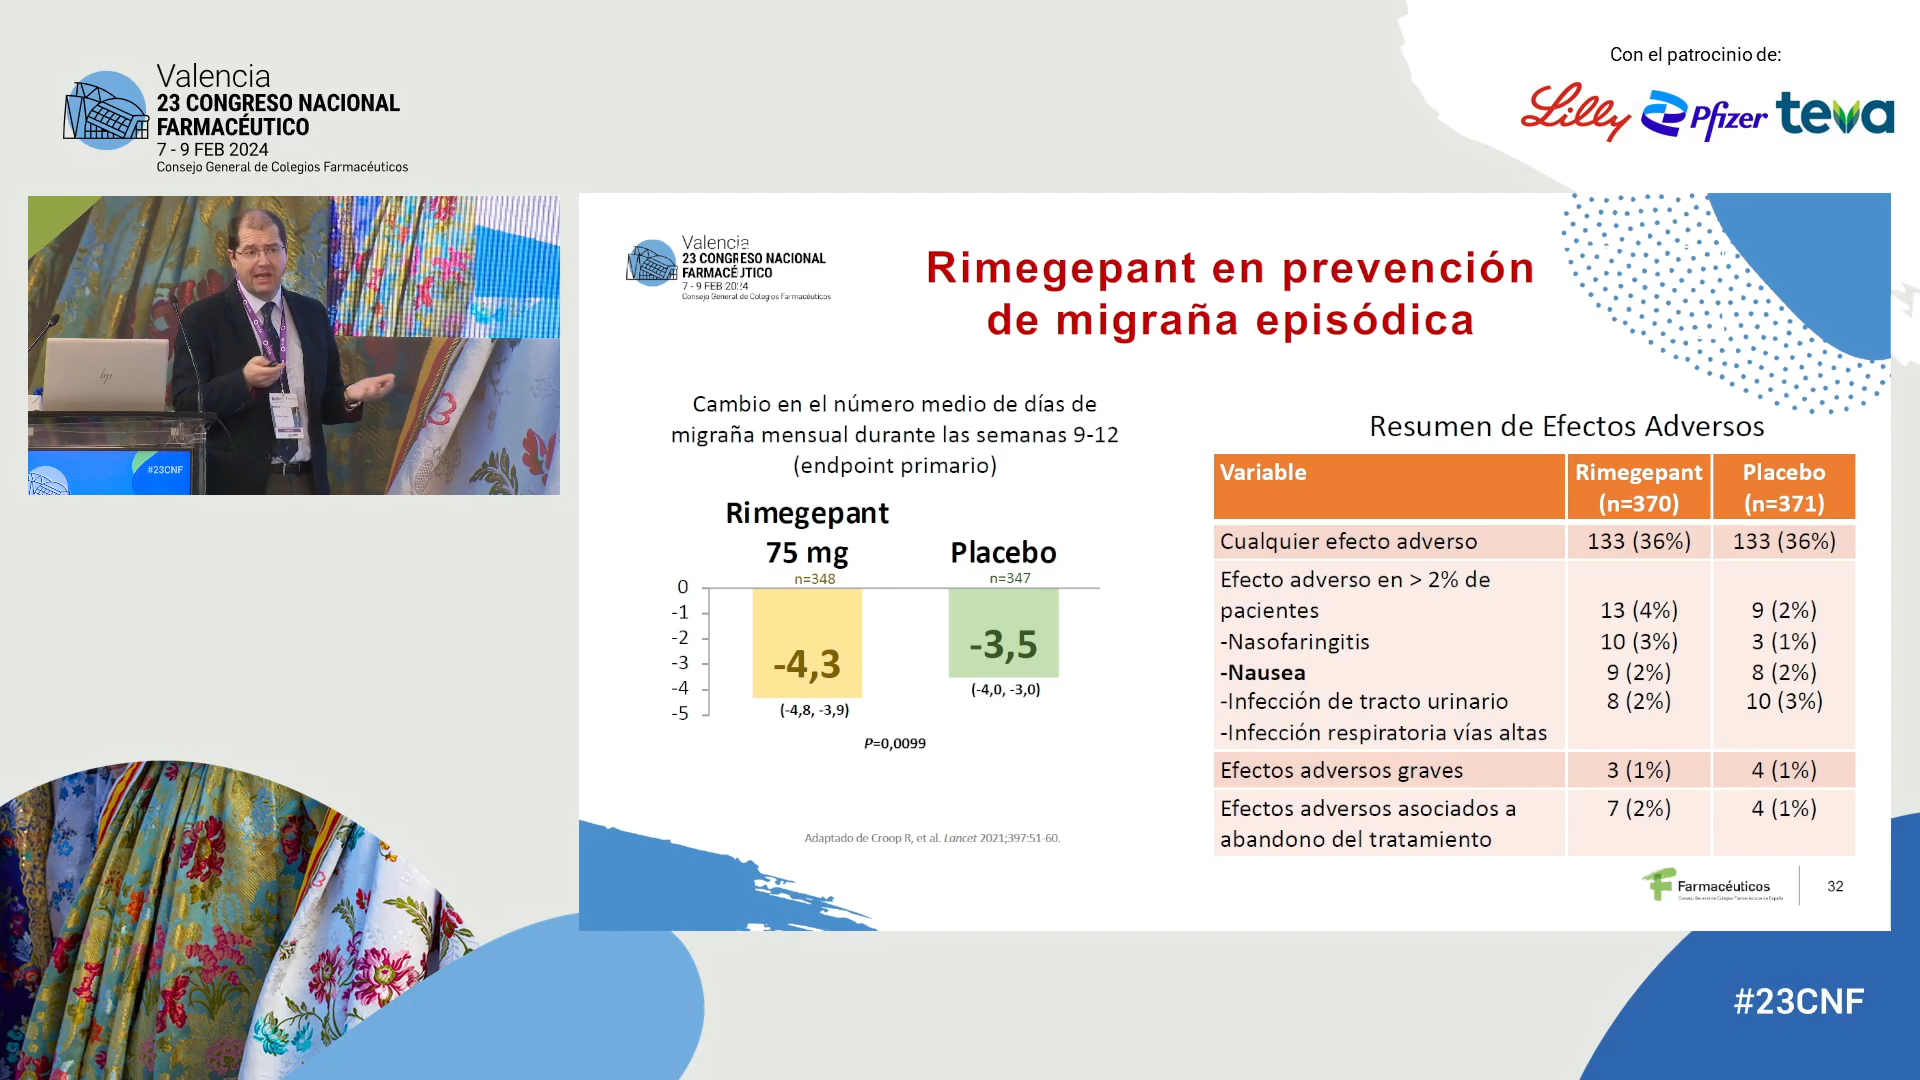 Valencia
23 CONGRESO NACIONAL
FARMACÉUTICO
7 - 9 FEB 2024
Consejo General de Colegios Farmacéuticos
Con el patrocinio de:
Lilly Pfizer teva
hp
#23CNF
Valencia
23 CONGRESO NACIONAL
FARMACÉUTICO
7 - 9 FEB 2024
Consejo General de Colegios Farmacéuticos
Rimegepant en prevención
de migraña episódica
Cambio en el número medio de días de
migraña mensual durante las semanas 9-12
(endpoint primario)
Rimegepant
75 mg
Placebo
n=348
n=347
0
-1
-2
-3
-4
-5
-4,3
-3,5
(-4,8, -3,9)
(-4,0, -3,0)
P=0,0099
Adaptado de Croop R, et al. Lancet 2021;397:51-60.
Resumen de Efectos Adversos
Variable Rimegepant (n=370) Placebo (n=371)
Cualquier efecto adverso 133 (36%) 133 (36%)
Efecto adverso en > 2% de
pacientes 13 (4%) 9 (2%)
-Nasofaringitis 10 (3%) 3 (1%)
-Nausea 9 (2%) 8 (2%)
-Infección de tracto urinario 8 (2%) 10 (3%)
-Infección respiratoria vías altas
Efectos adversos graves 3 (1%) 4 (1%)
Efectos adversos asociados a 7 (2%) 4 (1%)
abandono del tratamiento
Farmacéuticos
Consejo General de Colegios Farmacéuticos de España
32
#23CNF